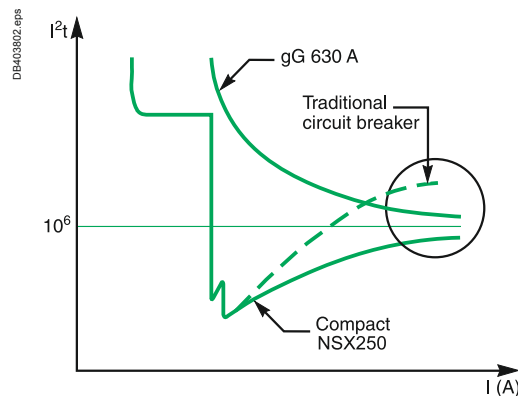 DB403802.eps
I²t
gG 630 A
Traditional
circuit breaker
10⁶
Compact
NSX250
I (A)